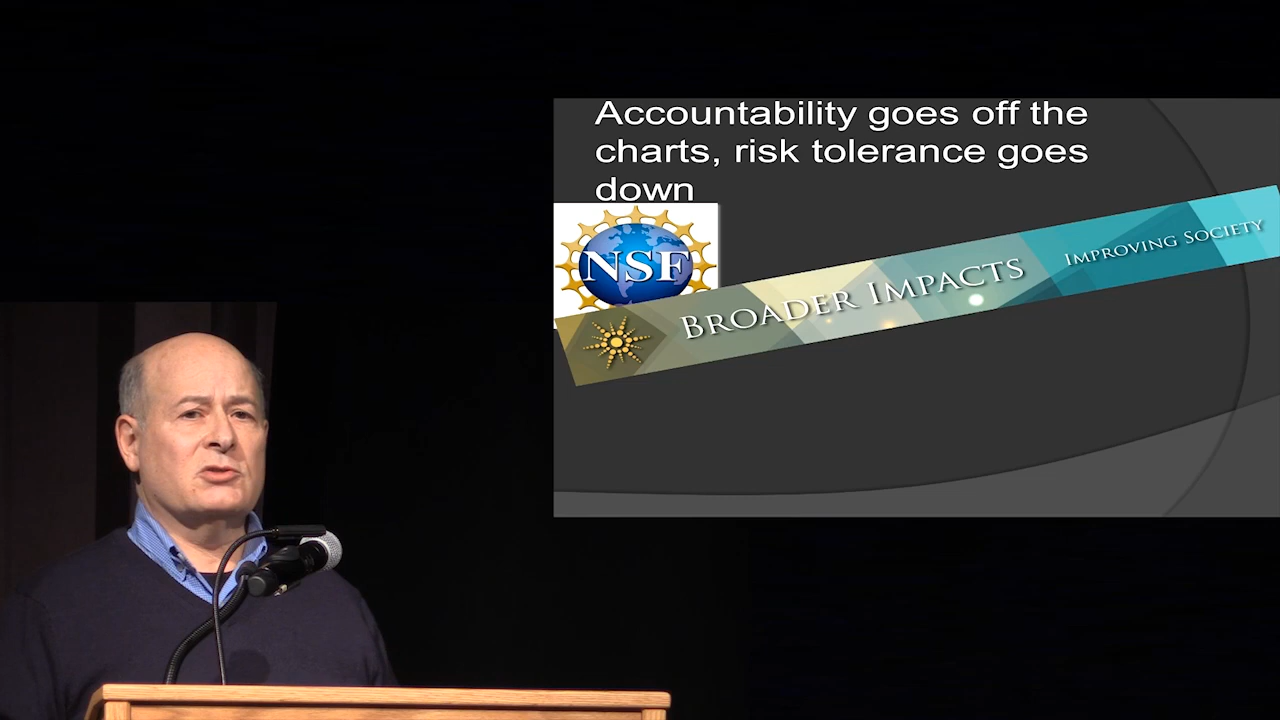 Accountability goes off the
charts, risk tolerance goes
down
NSF
BROADER IMPACTS
IMPROVING SOCIETY